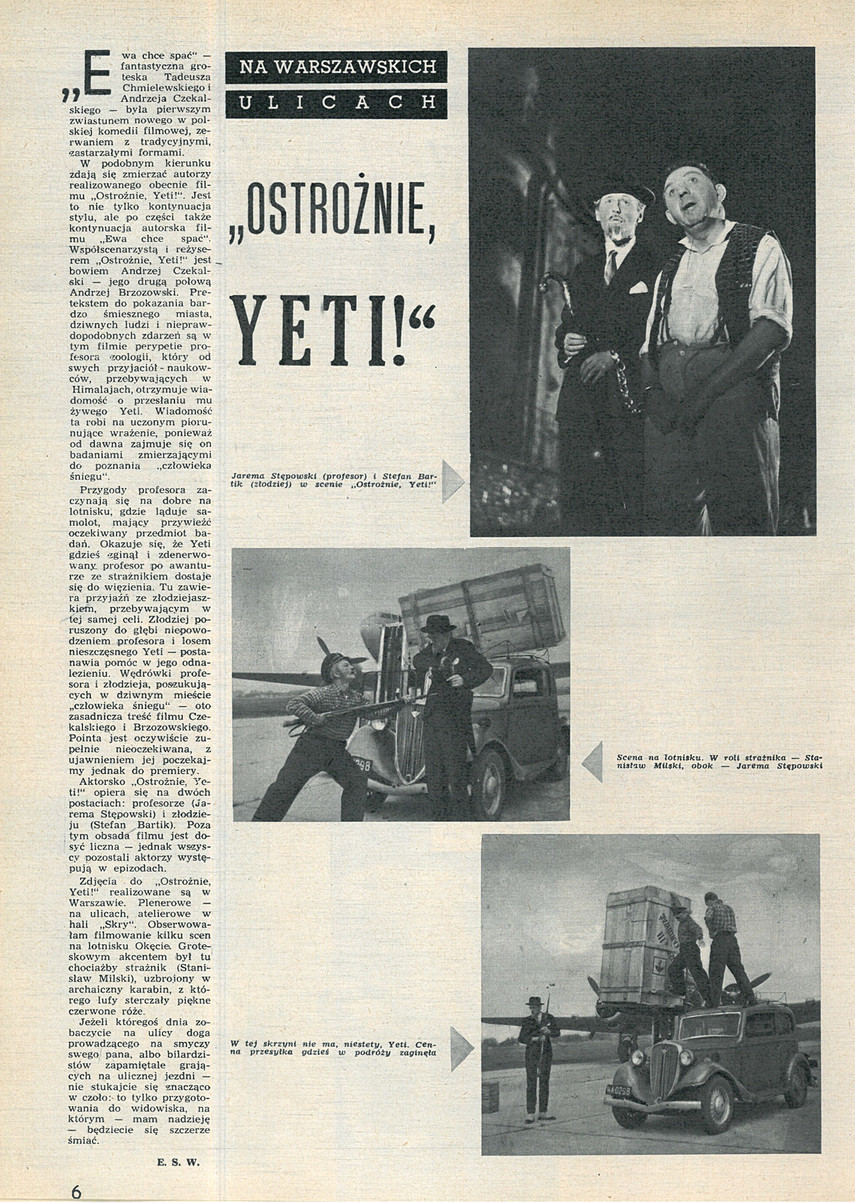 „Ewa chce spać" —
fantastyczna gro-
teska Tadeusza
Chmielewskiego i
Andrzeja Czekal-
skiego — była pierwszym
zwiastunem nowego w pol-
skiej komedii filmowej, ze-
rwaniem z tradycyjnymi,
zastarzałymi formami.
W podobnym kierunku
zdają się zmierzać autorzy
realizowanego obecnie fil-
mu „Ostrożnie, Yeti!". Jest
to nie tylko kontynuacja
stylu, ale po części także
kontynuacja autorska fil-
mu „Ewa chce spać".
Współscenarzystą i reżyse-
rem „Ostrożnie, Yeti!" jest
bowiem Andrzej Czekal-
ski — jego drugą połową
Andrzej Brzozowski. Pre-
tekstem do pokazania bar-
dzo śmiesznego miasta,
dziwnych ludzi i niepraw-
dopodobnych zdarzeń są w
tym filmie perypetie pro-
fesora zoologii, który od
swych przyjaciół-naukow-
ców, przebywających w
Himalajach, otrzymuje wia-
domość o przesłaniu mu
żywego Yeti. Wiadomość
ta robi na uczonym pioru-
nujące wrażenie, ponieważ
od dawna zajmuje się on
badaniami zmierzającymi
do poznania „człowieka
śniegu".
Przygody profesora za-
czynają się na dobre na
lotnisku, gdzie ląduje sa-
molot, mający przywieźć
oczekiwany przedmiot ba-
dań. Okazuje się, że Yeti
gdzieś zginął i zdenerwo-
wany profesor po awantu-
rze ze strażnikiem dostaje
się do więzienia. Tu zawie-
ra przyjaźń ze złodziejasz-
kiem, przebywającym w
tej samej celi. Złodziej po-
ruszony do głębi niepowo-
dzeniem profesora i losem
nieszczęsnego Yeti — posta-
nawia pomóc w jego odna-
lezieniu. Wędrówki profe-
sora i złodzieja, poszukują-
cych w dziwnym mieście
„człowieka śniegu" — oto
zasadnicza treść filmu Cze-
kalskiego i Brzozowskiego.
Pointa jest oczywiście zu-
pełnie nieoczekiwana, z
ujawnieniem jej poczekaj-
my jednak do premiery.
Aktorsko „Ostrożnie, Ye-
ti!" opiera się na dwóch
postaciach: profesorze (Ja-
rema Stępowski) i złodzie-
ju (Stefan Bartik). Poza
tym obsada filmu jest do-
syć liczna — jednak wszys-
cy pozostali aktorzy wystę-
pują w epizodach.
Zdjęcia do „Ostrożnie,
Yeti!" realizowane są w
Warszawie. Plenerowe —
na ulicach, atelierowe w
hali „Skry". Obserwowa-
łam filmowanie kilku scen
na lotnisku Okęcie. Grote-
skowym akcentem był tu
chociażby strażnik (Stani-
sław Milski), uzbrojony w
archaiczny karabin, z któ-
rego lufy sterczały piękne
czerwone róże.
Jeżeli któregoś dnia zo-
baczycie na ulicy doga
prowadzącego na smyczy
swego pana, albo bilardzi-
stów zapamiętale grają-
cych na ulicznej jezdni —
nie stukajcie się znacząco
w czoło: to tylko przygoto-
wania do widowiska, na
którym — mam nadzieję
— będziecie się szczerze
śmiać.
E. S. W.
6
NA WARSZAWSKICH
ULICACH
„OSTROŻNIE,
YETI!"
Jarema Stępowski (profesor) i Stefan Bar-
tik (złodziej) w scenie „Ostrożnie, Yeti!"
Scena na lotnisku. W roli strażnika — Sta-
nisław Milski, obok — Jarema Stępowski
W tej skrzyni nie ma, niestety, Yeti. Cen-
na przesyłka gdzieś w podróży zaginęła